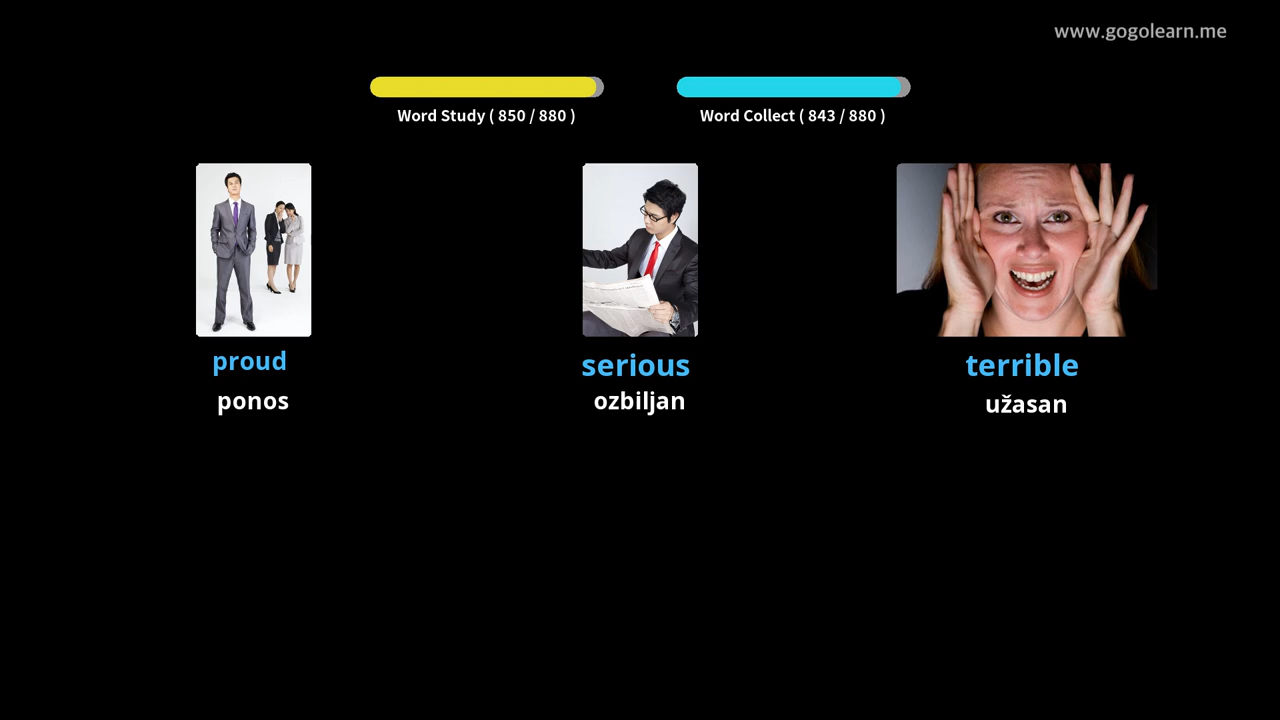 www.gogolearn.me
Word Study ( 850 / 880 )
Word Collect ( 843 / 880 )
proud
ponos
serious
ozbiljan
terrible
užasan